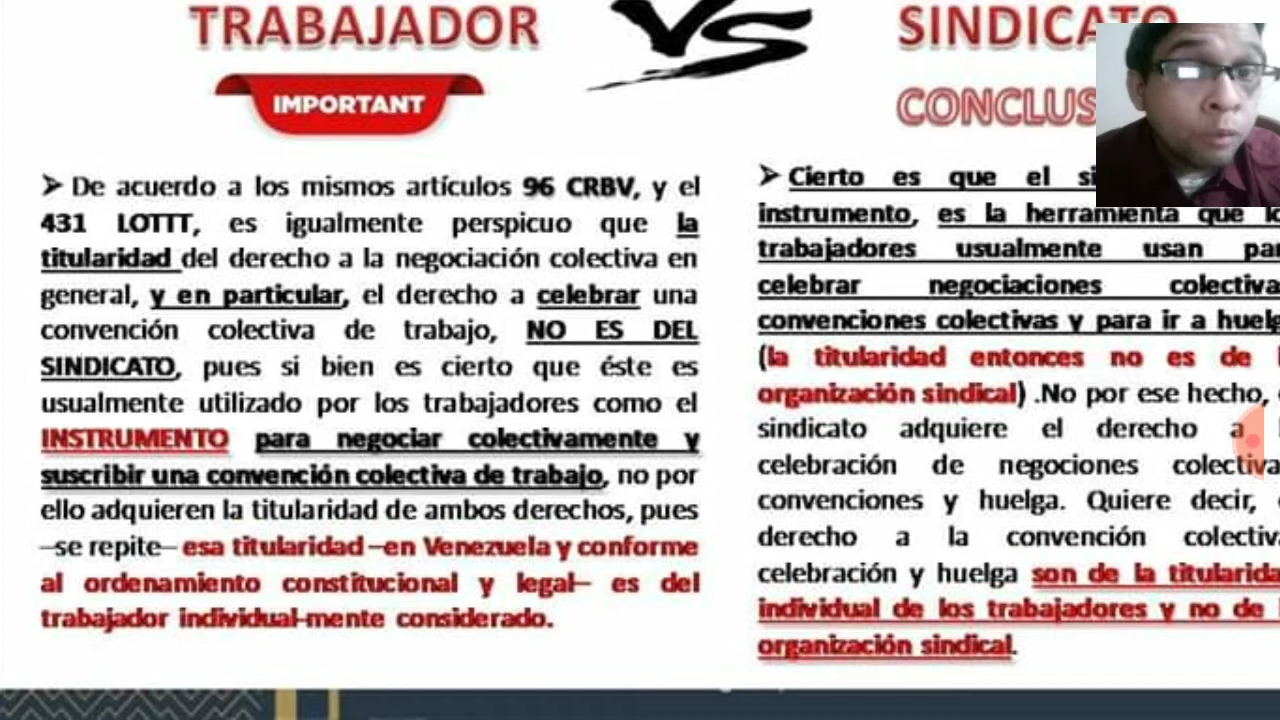 TRABAJADOR
VS
SINDICATO
IMPORTANT
➤ De acuerdo a los mismos artículos 96 CRBV, y el
431 LOTTT, es igualmente perspicuo que la
titularidad del derecho a la negociación colectiva en
general, y en particular, el derecho a celebrar una
convención colectiva de trabajo, NO ES DEL
SINDICATO, pues si bien es cierto que éste es
usualmente utilizado por los trabajadores como el
INSTRUMENTO para negociar colectivamente y
suscribir una convención colectiva de trabajo, no por
ello adquieren la titularidad de ambos derechos, pues
–se repite– esa titularidad –en Venezuela y conforme
al ordenamiento constitucional y legal– es del
trabajador individual-mente considerado.
➤ Cierto es que el
instrumento, es la herramienta que
trabajadores usualmente usan
celebrar negociaciones
convenciones colectivas y para ir a
(la titularidad entonces no es de
organización sindical) .No por ese hecho,
sindicato adquiere el derecho a
celebración de negociones
convenciones y huelga. Quiere decir,
derecho a la convención
celebración y huelga son de la
individual de los trabajadores y no de
organización sindical.